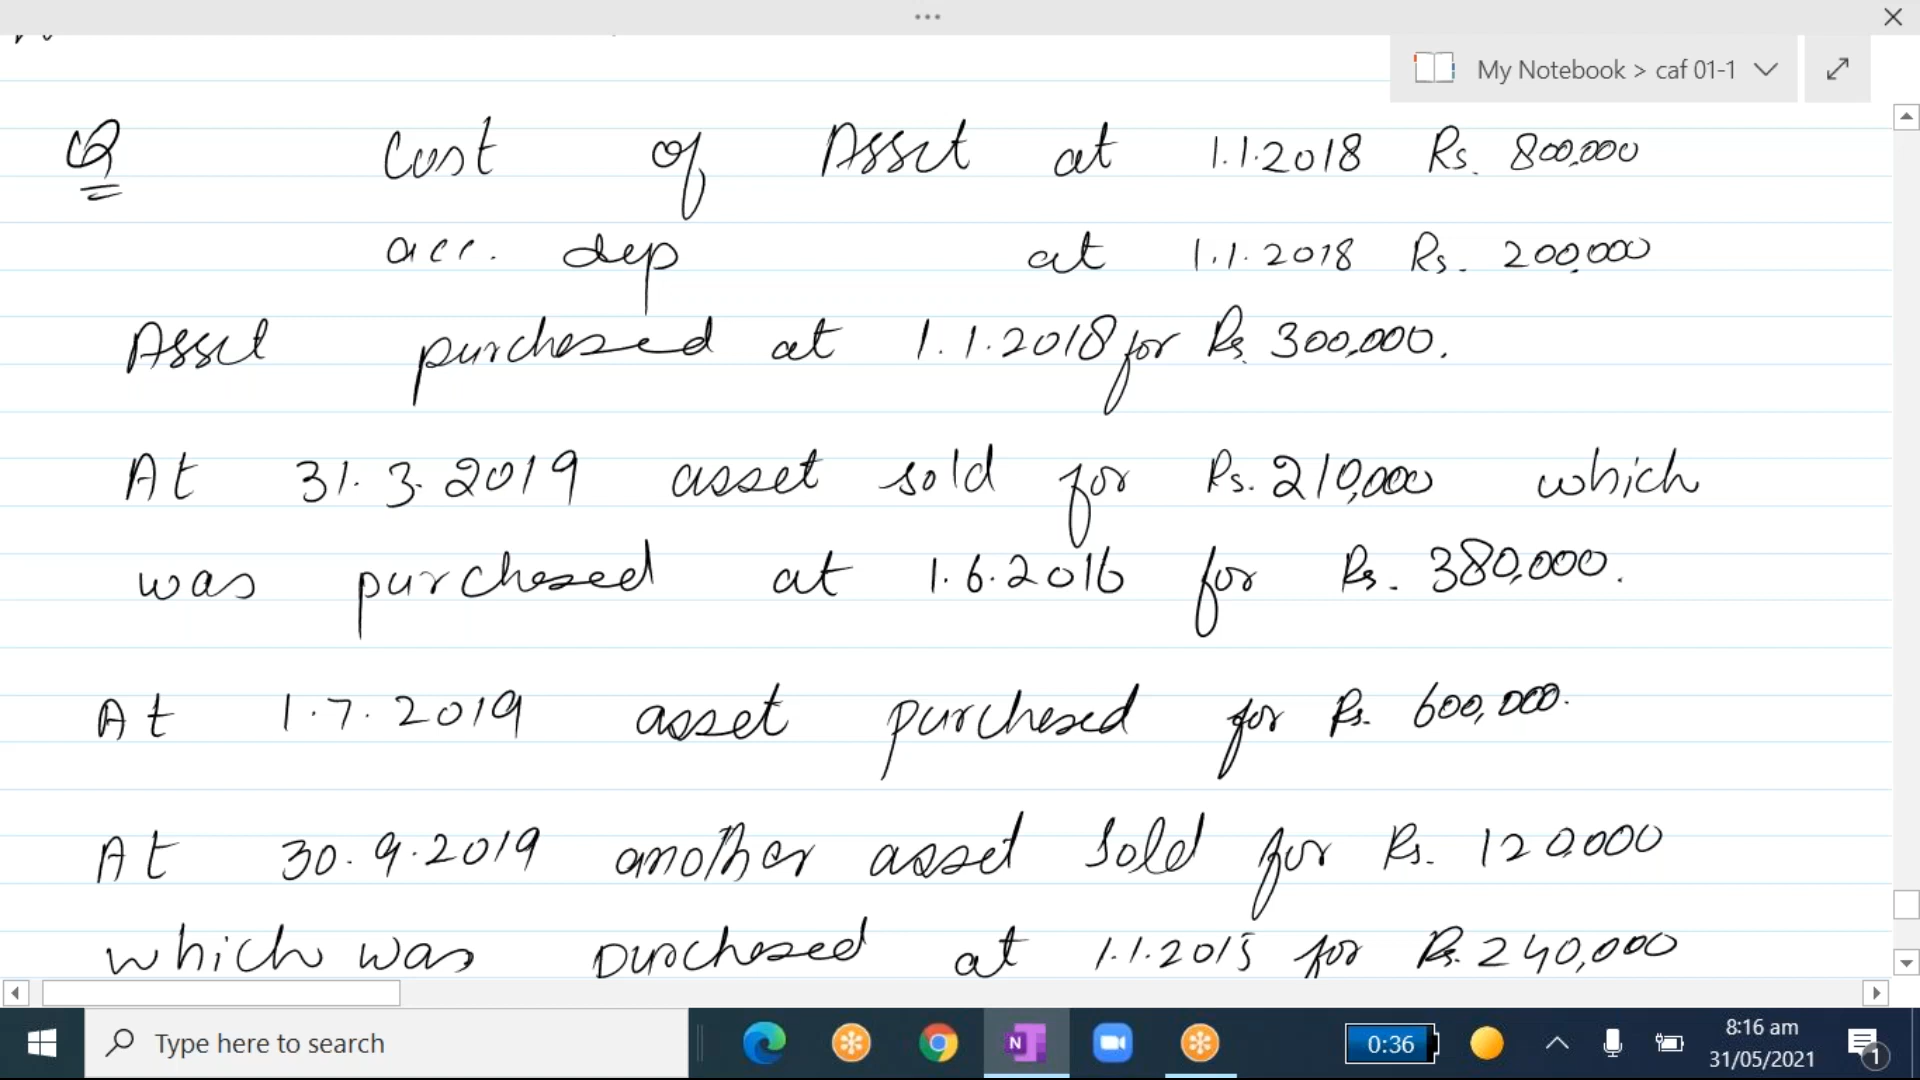 My Notebook > caf 01-1
Q Cost of Asset at 1.1.2018 Rs. 800,000
acc. dep at 1.1.2018 Rs. 200,000
Asset purchased at 1.1.2018 for Rs. 300,000.
At 31.3.2019 asset sold for Rs. 210,000 which
was purchased at 1.6.2016 for Rs. 380,000.
At 1.7.2019 asset purchased for Rs. 600,000.
At 30.9.2019 another asset sold for Rs. 120,000
which was purchased at 1.1.2015 for Rs. 240,000
Type here to search
0:36
8:16 am
31/05/2021
1